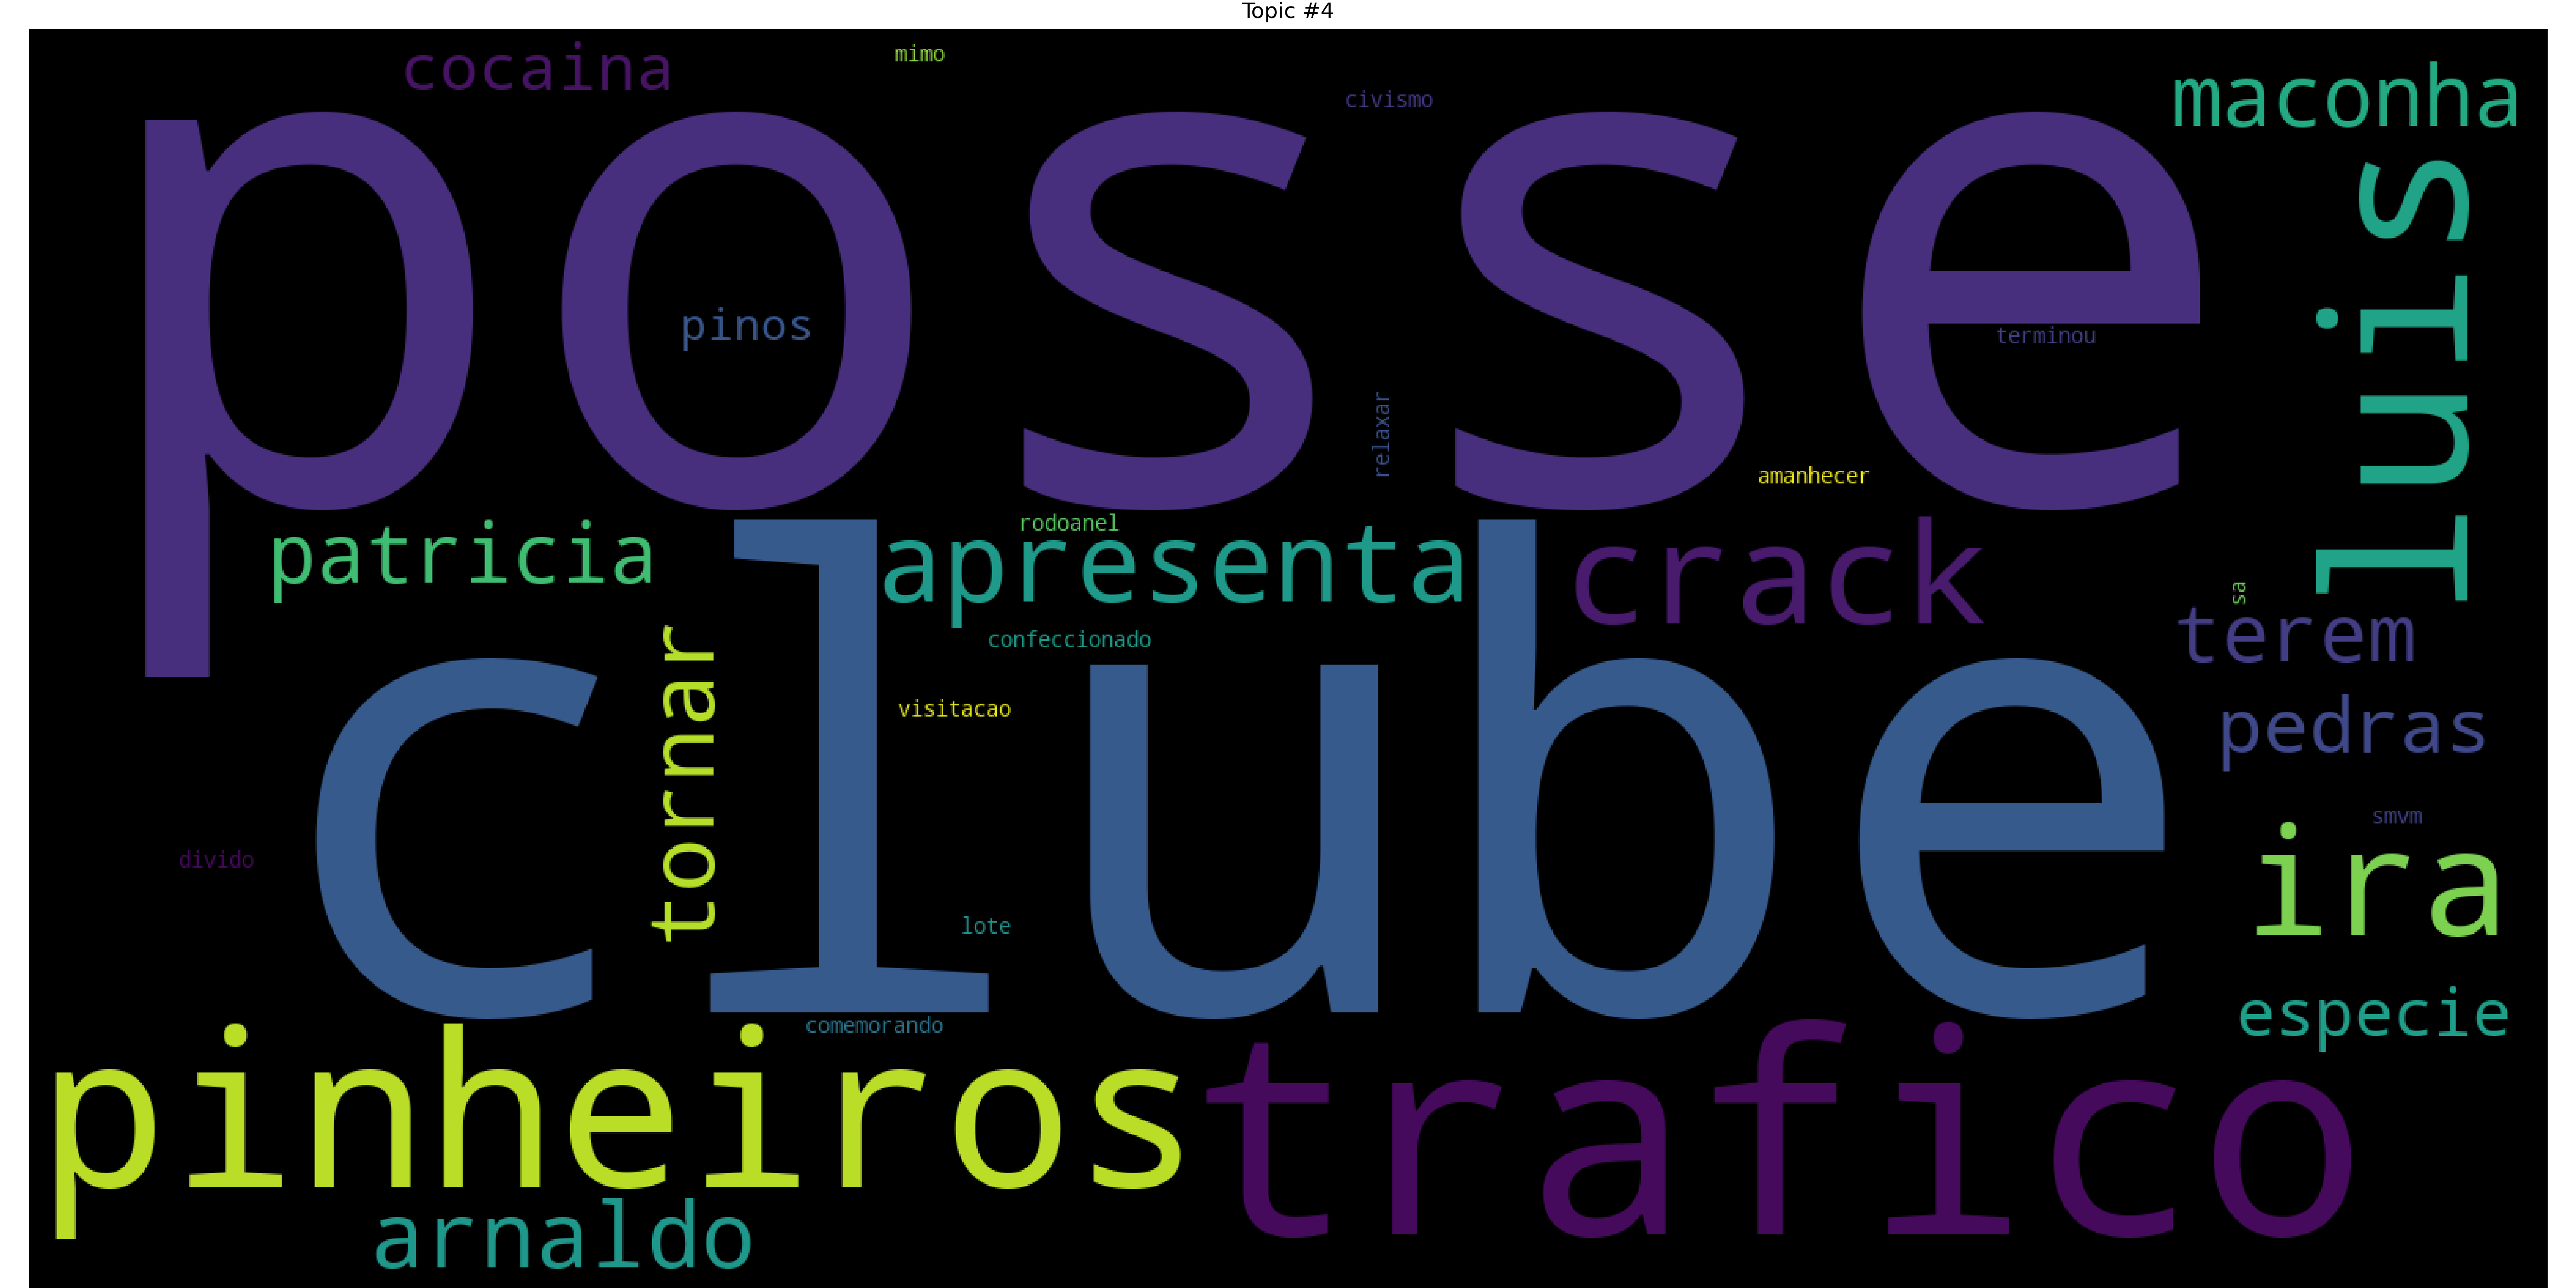 Topic #4
cocaina
mimo
civismo
maconha
posse
luis
pinos
terminou
relaxar
amanhecer
rodoanel
patricia
apresenta
crack
sa
terem
confeccionado
tornar
clube
visitacao
pedras
smvm
divido
ira
lote
especie
comemorando
pinheiros
trafico
arnaldo